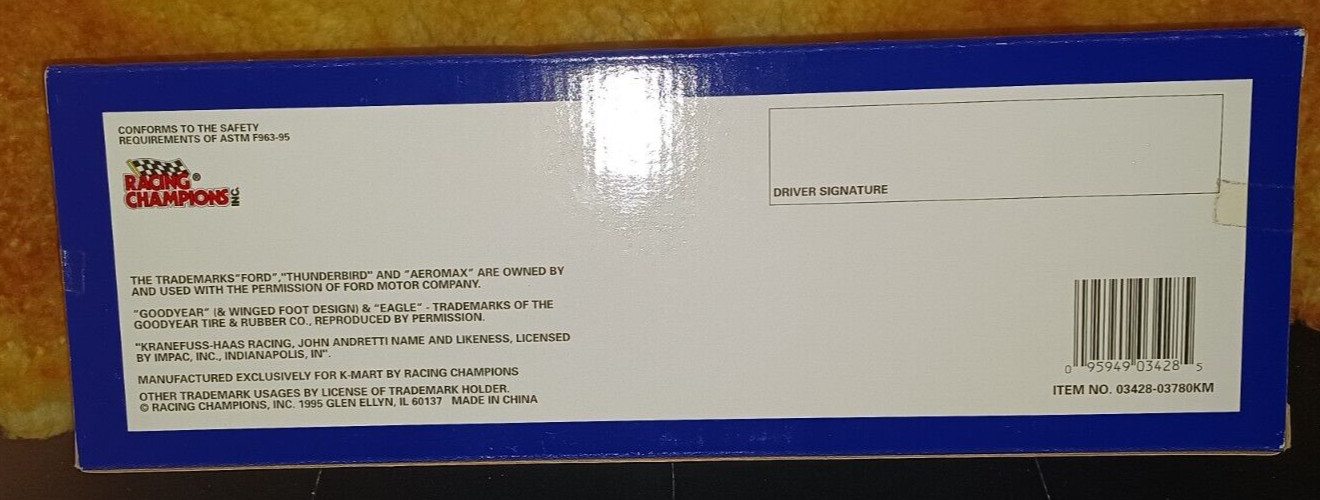 CONFORMS TO THE SAFETY
REQUIREMENTS OF ASTM F963-95
RACING®
CHAMPIONS INC
DRIVER SIGNATURE
THE TRADEMARKS"FORD","THUNDERBIRD" AND "AEROMAX" ARE OWNED BY
AND USED WITH THE PERMISSION OF FORD MOTOR COMPANY.
"GOODYEAR" (& WINGED FOOT DESIGN) & "EAGLE" - TRADEMARKS OF THE
GOODYEAR TIRE & RUBBER CO., REPRODUCED BY PERMISSION.
"KRANEFUSS-HAAS RACING, JOHN ANDRETTI NAME AND LIKENESS, LICENSED
BY IMPAC, INC., INDIANAPOLIS, IN".
MANUFACTURED EXCLUSIVELY FOR K-MART BY RACING CHAMPIONS
OTHER TRADEMARK USAGES BY LICENSE OF TRADEMARK HOLDER.
© RACING CHAMPIONS, INC. 1995 GLEN ELLYN, IL 60137 MADE IN CHINA
0 95949 03428 5
ITEM NO. 03428-03780KM